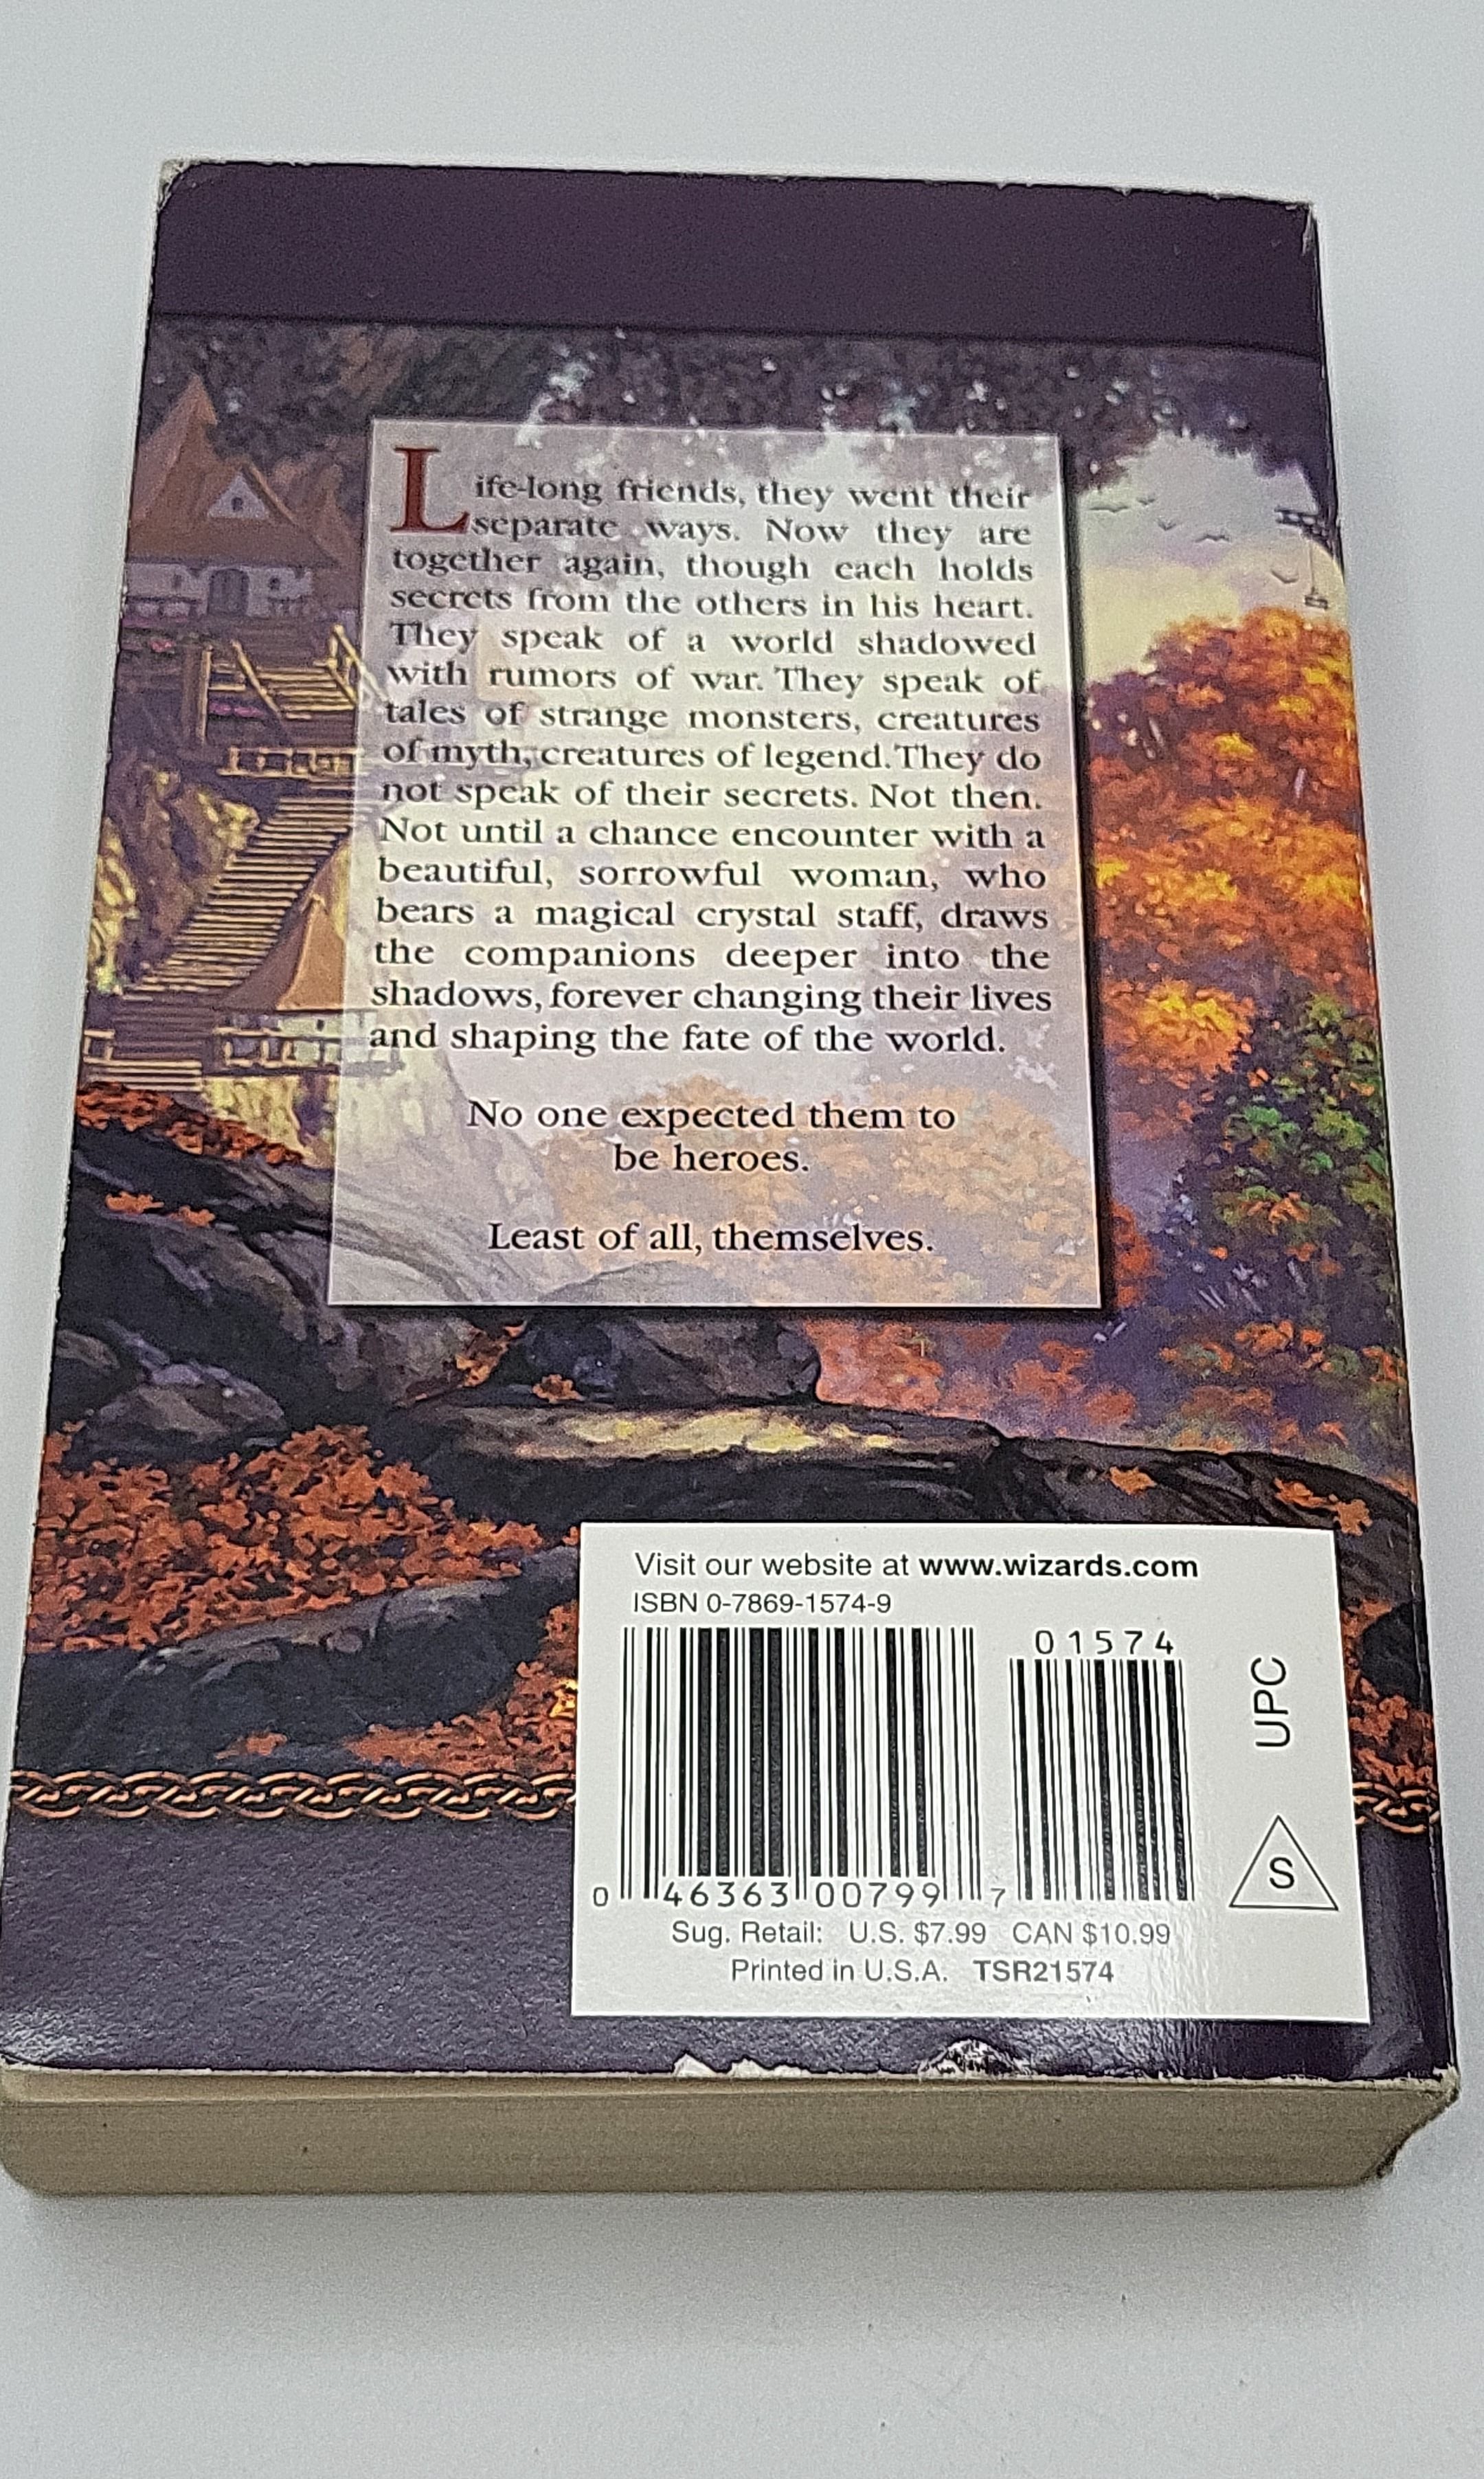 Life-long friends, they went their
separate ways. Now they are
together again, though each holds
secrets from the others in his heart.
They speak of a world shadowed
with rumors of war. They speak of
tales of strange monsters, creatures
of myth, creatures of legend. They do
not speak of their secrets. Not then.
Not until a chance encounter with a
beautiful, sorrowful woman, who
bears a magical crystal staff, draws
the companions deeper into the
shadows, forever changing their lives
and shaping the fate of the world.
No one expected them to
be heroes.
Least of all, themselves.
Visit our website at www.wizards.com
ISBN 0-7869-1574-9
01574
0 46363 00799 7
UPC
S
Sug. Retail: U.S. $7.99 CAN $10.99
Printed in U.S.A. TSR21574